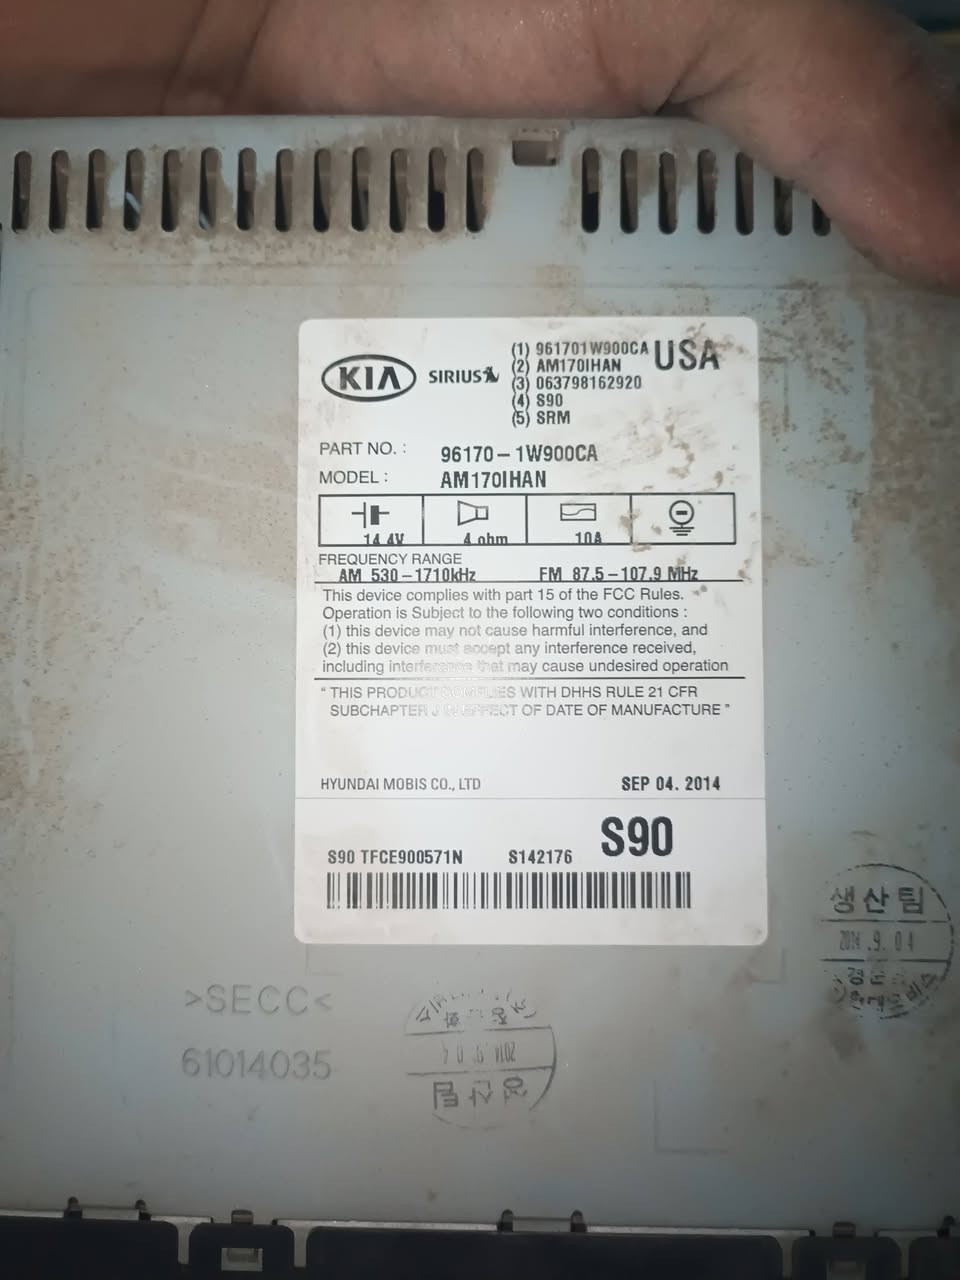 KIA
SIRIUS
(1) 961701W900CA USA
(2) AM170IHAN
(3) 063798162920
(4) S90
(5) SRM
PART NO. : 96170-1W900CA
MODEL : AM170IHAN
14.4V 4 ohm 10A
FREQUENCY RANGE
AM 530-1710kHz FM 87.5-107.9 MHz
This device complies with part 15 of the FCC Rules.
Operation is Subject to the following two conditions :
(1) this device may not cause harmful interference, and
(2) this device must accept any interference received,
including interference that may cause undesired operation
" THIS PRODUCT COMPLIES WITH DHHS RULE 21 CFR
SUBCHAPTER J IN EFFECT OF DATE OF MANUFACTURE "
HYUNDAI MOBIS CO., LTD SEP 04. 2014
S90
S90 TFCE900571N S142176
생산팀
2014.9.04
>SECC<
61014035